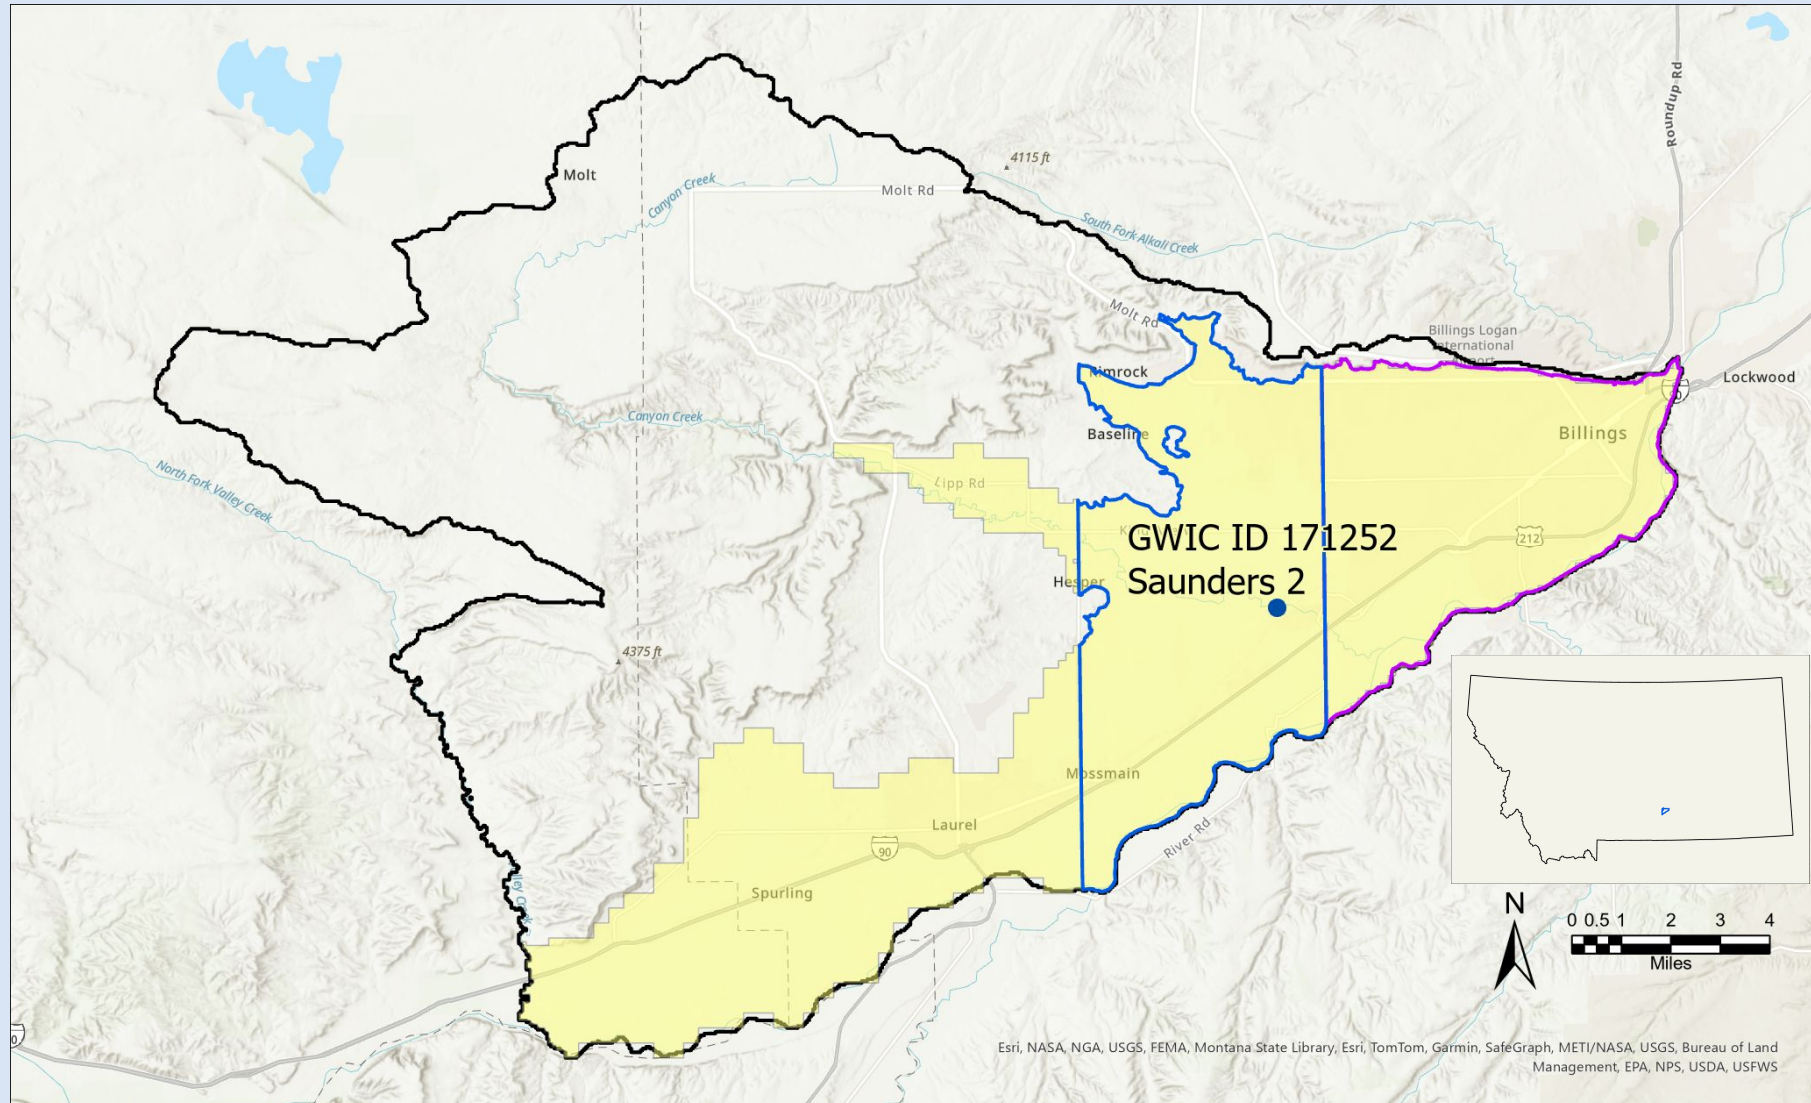 Roundup Rd
4115 ft
Molt
Canyon Creek
Molt Rd
South Fork Alkali Creek
Molt Rd
Billings Logan
International
Rimrock
Lockwood
Canyon Creek
Baseline
Billings
North Fork Valley Creek
Zipp Rd
GWIC ID 171252
212
Hesper
Saunders 2
4375 ft
Mossmain
Laurel
90
River Rd
Spurling
N
0 0.5 1 2 3 4
Miles
Esri, NASA, NGA, USGS, FEMA, Montana State Library, Esri, TomTom, Garmin, SafeGraph, METI/NASA, USGS, Bureau of Land
Management, EPA, NPS, USDA, USFWS